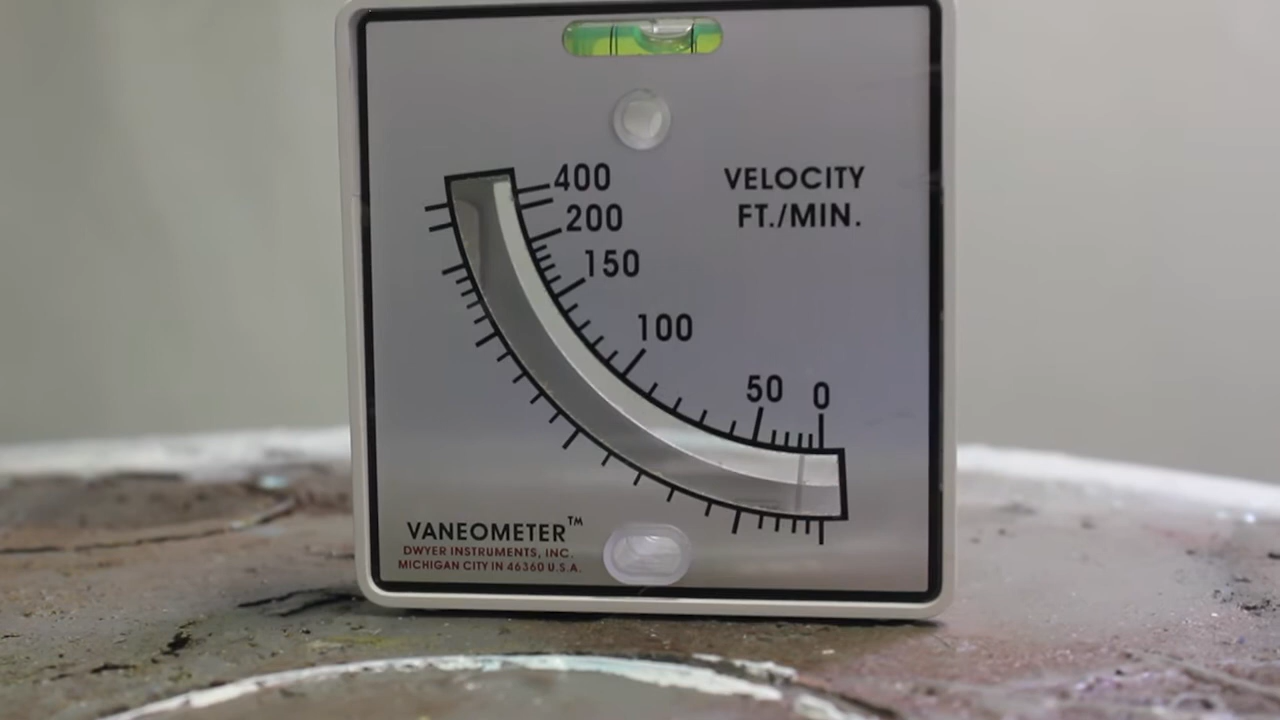 400
VELOCITY
200
FT./MIN.
150
100
50 0
VANEOMETER™
DWYER INSTRUMENTS, INC.
MICHIGAN CITY IN 46360 U.S.A.